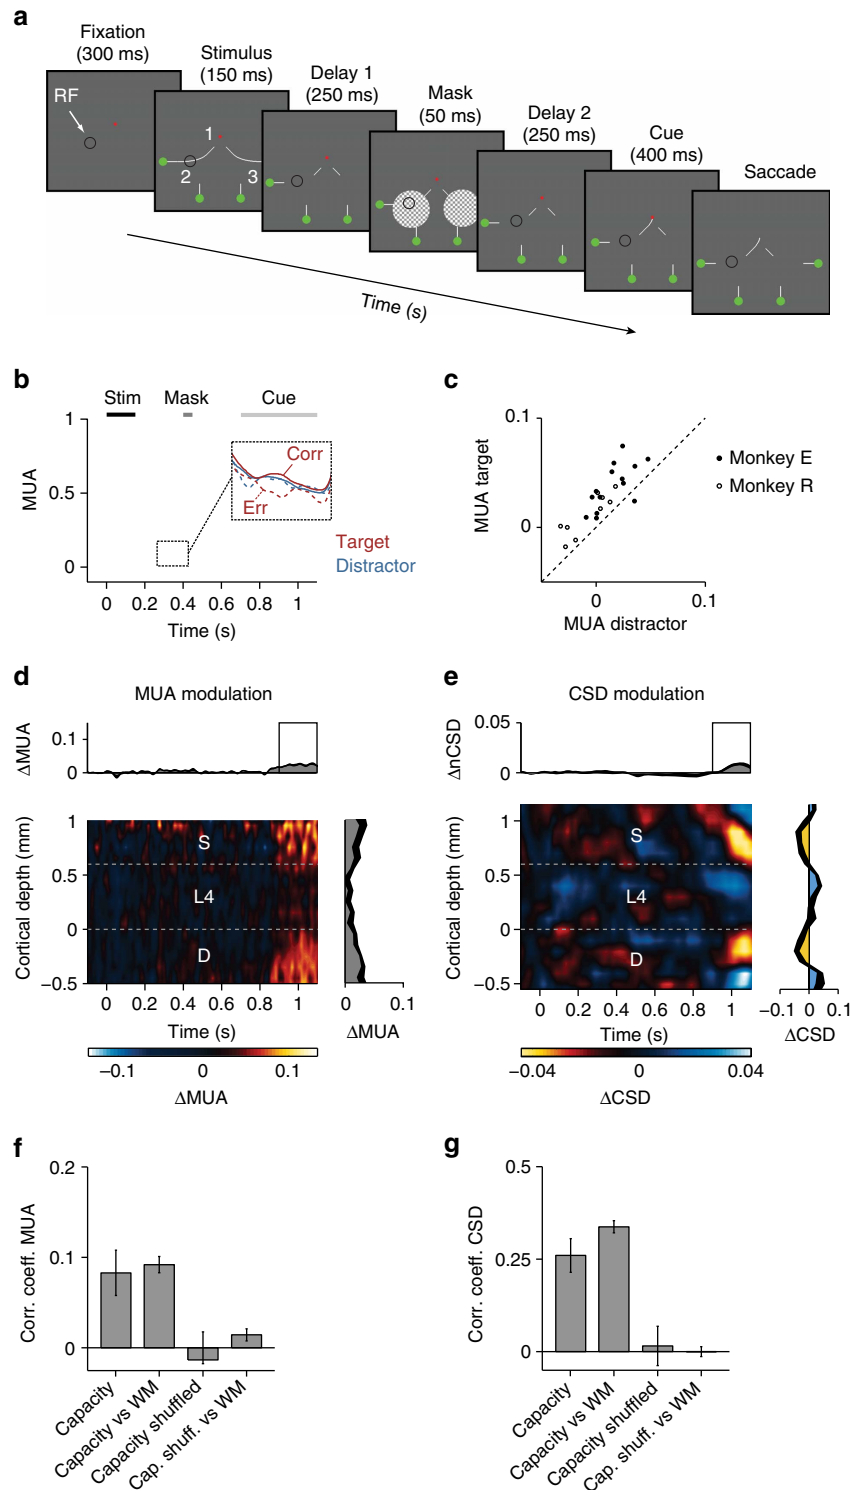 a
Fixation
(300 ms)
Stimulus
(150 ms)
Delay 1
(250 ms)
Mask
(50 ms)
Delay 2
(250 ms)
Cue
(400 ms)
Saccade
RF
1
2
3
Time (s)
b
Stim
Mask
Cue
1
0.5
0
MUA
Corr
Err
Target
Distractor
0 0.2 0.4 0.6 0.8 1
Time (s)
c
0.1
0
MUA target
Monkey E
Monkey R
0 0.1
MUA distractor
d
MUA modulation
0.1
0
ΔMUA
1
0.5
0
−0.5
Cortical depth (mm)
S
L4
D
0 0.2 0.4 0.6 0.8 1
Time (s)
0 0.1
ΔMUA
−0.1 0 0.1
ΔMUA
e
CSD modulation
0.05
0
ΔnCSD
1
0.5
0
−0.5
Cortical depth (mm)
S
L4
D
0 0.2 0.4 0.6 0.8 1
Time (s)
−0.1 0 0.1
ΔCSD
−0.04 0 0.04
ΔCSD
f
0.2
0.1
0
Corr. coeff. MUA
Capacity
Capacity vs WM
Capacity shuffled
Cap. shuff. vs WM
g
0.5
0.25
0
Corr. coeff. CSD
Capacity
Capacity vs WM
Capacity shuffled
Cap. shuff. vs WM